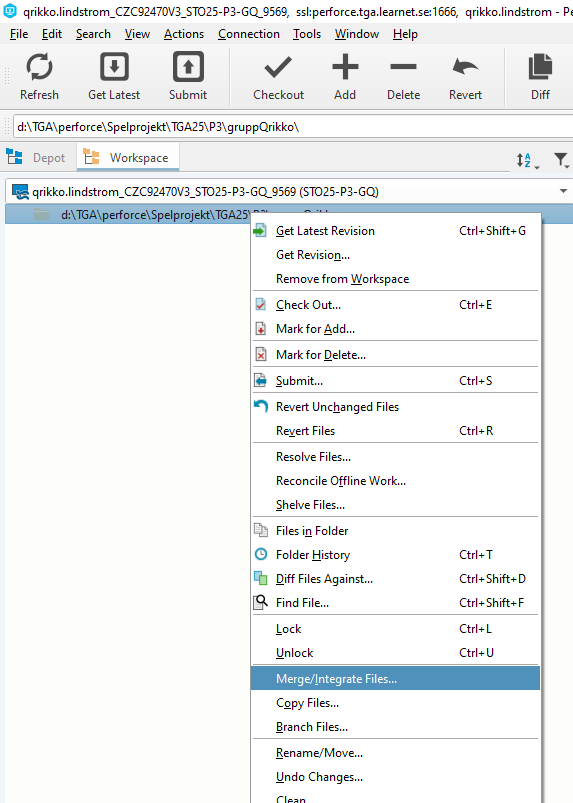 qrikko.lindstrom_CZC92470V3_STO25-P3-GQ_9569, ssl:perforce.tga.learnet.se:1666, qrikko.lindstrom - Pe
File Edit Search View Actions Connection Tools Window Help
Refresh Get Latest Submit Checkout Add Delete Revert Diff
d:\TGA\perforce\Spelprojekt\TGA25\P3\gruppQrikko\
Depot Workspace
qrikko.lindstrom_CZC92470V3_STO25-P3-GQ_9569 (STO25-P3-GQ)
d:\TGA\perforce\Spelprojekt\TGA25\P3\
Get Latest Revision Ctrl+Shift+G
Get Revision...
Remove from Workspace
Check Out... Ctrl+E
Mark for Add...
Mark for Delete...
Submit... Ctrl+S
Revert Unchanged Files
Revert Files Ctrl+R
Resolve Files...
Reconcile Offline Work...
Shelve Files...
Files in Folder
Folder History Ctrl+T
Diff Files Against... Ctrl+Shift+D
Find File... Ctrl+Shift+F
Lock Ctrl+L
Unlock Ctrl+U
Merge/Integrate Files...
Copy Files...
Branch Files...
Rename/Move...
Undo Changes...
Clean